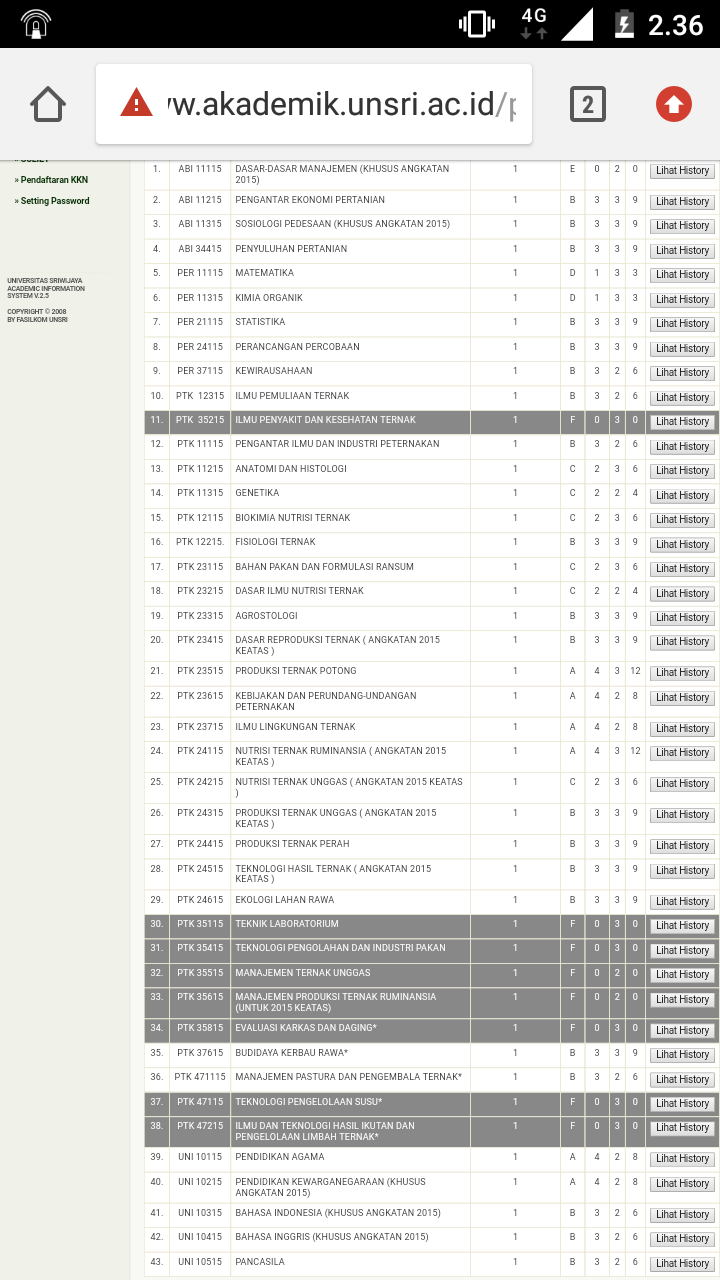 4G 2.36
w.akademik.unsri.ac.id/p
2
» Pendaftaran KKN
» Setting Password
UNIVERSITAS SRIWIJAYA
ACADEMIC INFORMATION
SYSTEM V.2.5
COPYRIGHT © 2008
BY FASILKOM UNSRI
1. ABI 11115 DASAR-DASAR MANAJEMEN (KHUSUS ANGKATAN 1 E 0 2 0 Lihat History
2015)
2. ABI 11215 PENGANTAR EKONOMI PERTANIAN 1 B 3 3 9 Lihat History
3. ABI 11315 SOSIOLOGI PEDESAAN (KHUSUS ANGKATAN 2015) 1 B 3 3 9 Lihat History
4. ABI 34415 PENYULUHAN PERTANIAN 1 B 3 3 9 Lihat History
5. PER 11115 MATEMATIKA 1 D 1 3 3 Lihat History
6. PER 11315 KIMIA ORGANIK 1 D 1 3 3 Lihat History
7. PER 21115 STATISTIKA 1 B 3 3 9 Lihat History
8. PER 24115 PERANCANGAN PERCOBAAN 1 B 3 3 9 Lihat History
9. PER 37115 KEWIRAUSAHAAN 1 B 3 2 6 Lihat History
10. PTK 12315 ILMU PEMULIAAN TERNAK 1 B 3 2 6 Lihat History
11. PTK 35215 ILMU PENYAKIT DAN KESEHATAN TERNAK 1 F 0 3 0 Lihat History
12. PTK 11115 PENGANTAR ILMU DAN INDUSTRI PETERNAKAN 1 B 3 2 6 Lihat History
13. PTK 11215 ANATOMI DAN HISTOLOGI 1 C 2 3 6 Lihat History
14. PTK 11315 GENETIKA 1 C 2 2 4 Lihat History
15. PTK 12115 BIOKIMIA NUTRISI TERNAK 1 C 2 3 6 Lihat History
16. PTK 12215. FISIOLOGI TERNAK 1 B 3 3 9 Lihat History
17. PTK 23115 BAHAN PAKAN DAN FORMULASI RANSUM 1 C 2 3 6 Lihat History
18. PTK 23215 DASAR ILMU NUTRISI TERNAK 1 C 2 2 4 Lihat History
19. PTK 23315 AGROSTOLOGI 1 B 3 3 9 Lihat History
20. PTK 23415 DASAR REPRODUKSI TERNAK ( ANGKATAN 2015 1 B 3 3 9 Lihat History
KEATAS )
21. PTK 23515 PRODUKSI TERNAK POTONG 1 A 4 3 12 Lihat History
22. PTK 23615 KEBIJAKAN DAN PERUNDANG-UNDANGAN 1 A 4 2 8 Lihat History
PETERNAKAN
23. PTK 23715 ILMU LINGKUNGAN TERNAK 1 A 4 2 8 Lihat History
24. PTK 24115 NUTRISI TERNAK RUMINANSIA ( ANGKATAN 2015 1 A 4 3 12 Lihat History
KEATAS )
25. PTK 24215 NUTRISI TERNAK UNGGAS ( ANGKATAN 2015 KEATAS 1 C 2 3 6 Lihat History
)
26. PTK 24315 PRODUKSI TERNAK UNGGAS ( ANGKATAN 2015 1 B 3 3 9 Lihat History
KEATAS )
27. PTK 24415 PRODUKSI TERNAK PERAH 1 B 3 3 9 Lihat History
28. PTK 24515 TEKNOLOGI HASIL TERNAK ( ANGKATAN 2015 1 B 3 3 9 Lihat History
KEATAS )
29. PTK 24615 EKOLOGI LAHAN RAWA 1 B 3 3 9 Lihat History
30. PTK 35115 TEKNIK LABORATORIUM 1 F 0 3 0 Lihat History
31. PTK 35415 TEKNOLOGI PENGOLAHAN DAN INDUSTRI PAKAN 1 F 0 3 0 Lihat History
32. PTK 35515 MANAJEMEN TERNAK UNGGAS 1 F 0 2 0 Lihat History
33. PTK 35615 MANAJEMEN PRODUKSI TERNAK RUMINANSIA 1 F 0 2 0 Lihat History
(UNTUK 2015 KEATAS)
34. PTK 35815 EVALUASI KARKAS DAN DAGING* 1 F 0 3 0 Lihat History
35. PTK 37615 BUDIDAYA KERBAU RAWA* 1 B 3 3 9 Lihat History
36. PTK 471115 MANAJEMEN PASTURA DAN PENGEMBALA TERNAK* 1 B 3 2 6 Lihat History
37. PTK 47115 TEKNOLOGI PENGELOLAAN SUSU* 1 F 0 3 0 Lihat History
38. PTK 47215 ILMU DAN TEKNOLOGI HASIL IKUTAN DAN 1 F 0 3 0 Lihat History
PENGELOLAAN LIMBAH TERNAK*
39. UNI 10115 PENDIDIKAN AGAMA 1 A 4 2 8 Lihat History
40. UNI 10215 PENDIDIKAN KEWARGANEGARAAN (KHUSUS 1 A 4 2 8 Lihat History
ANGKATAN 2015)
41. UNI 10315 BAHASA INDONESIA (KHUSUS ANGKATAN 2015) 1 B 3 2 6 Lihat History
42. UNI 10415 BAHASA INGGRIS (KHUSUS ANGKATAN 2015) 1 B 3 2 6 Lihat History
43. UNI 10515 PANCASILA 1 B 3 2 6 Lihat History